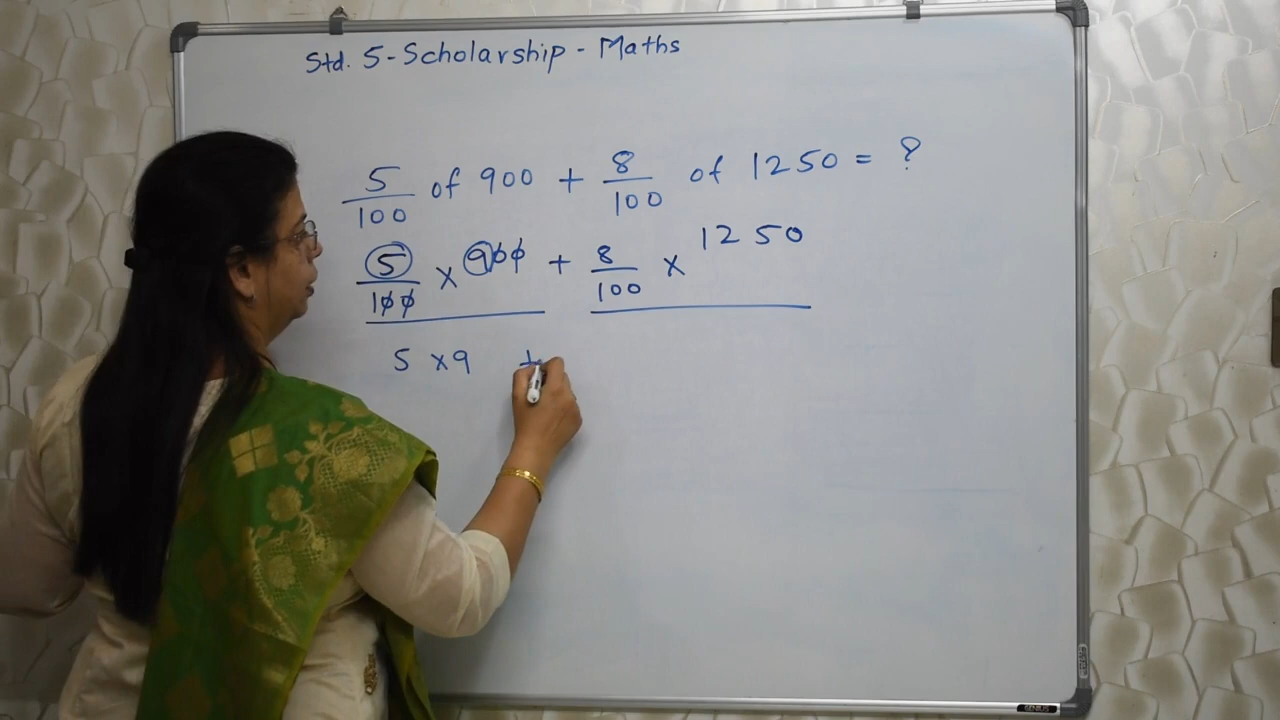 Std. 5 - Scholarship - Maths
5/100 of 900 + 8/100 of 1250 = ?
5/100 × 900 + 8/100 × 1250
5 × 9 +
GENIUS